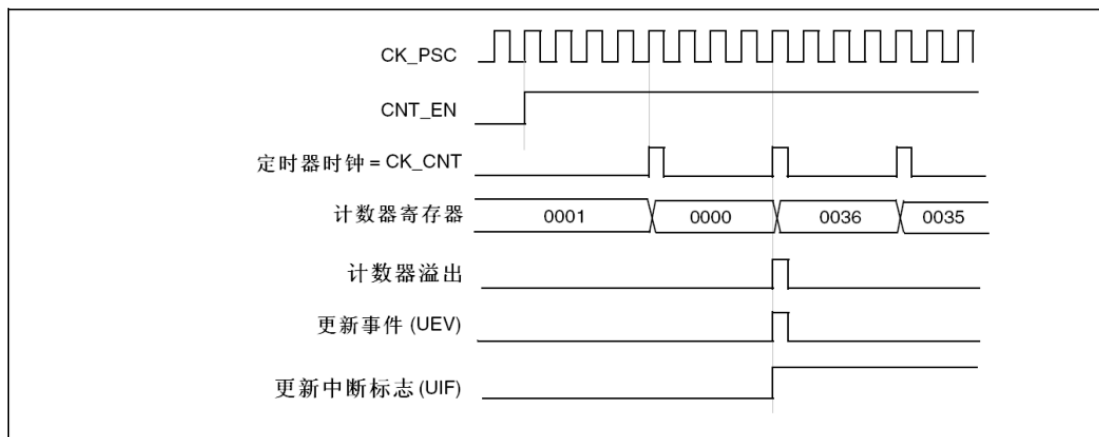 CK_PSC
CNT_EN
定时器时钟 = CK_CNT
计数器寄存器 0001 0000 0036 0035
计数器溢出
更新事件 (UEV)
更新中断标志 (UIF)